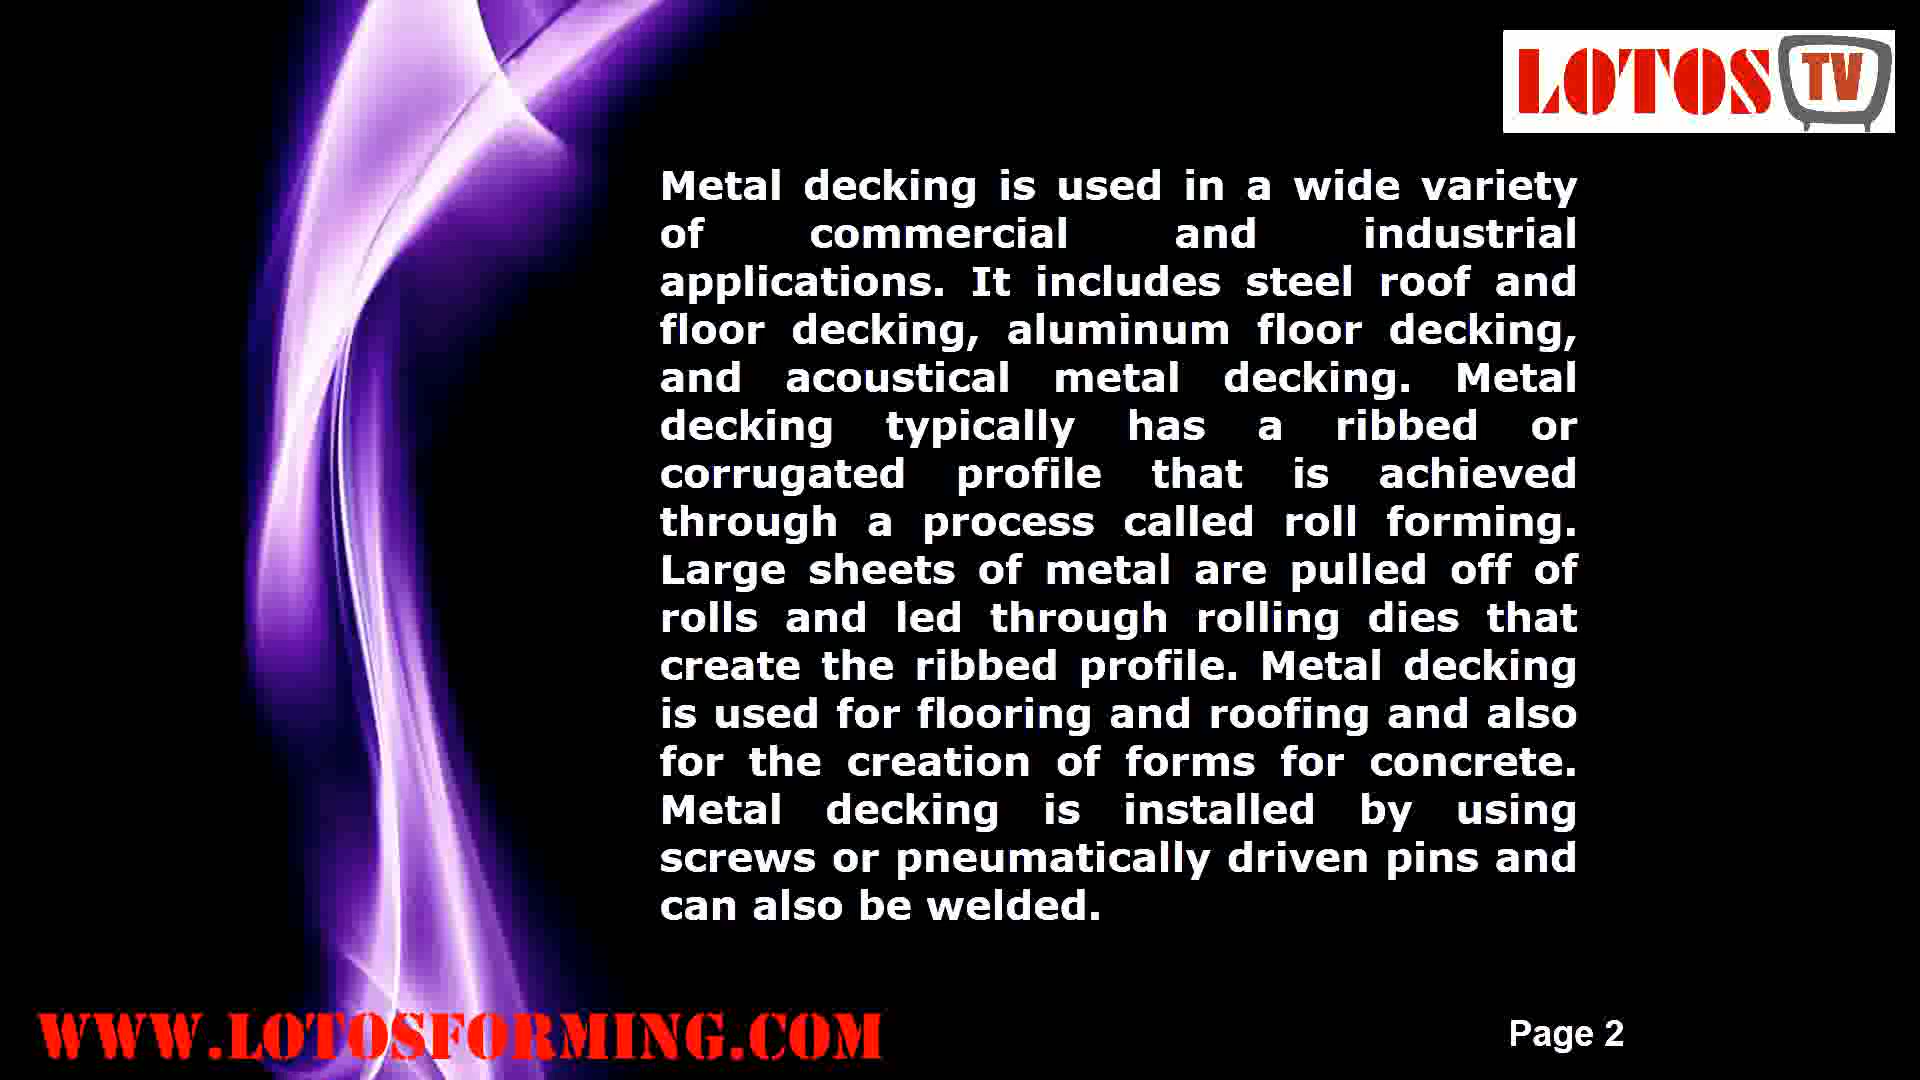 LOTOS TV
Metal decking is used in a wide variety
of commercial and industrial
applications. It includes steel roof and
floor decking, aluminum floor decking,
and acoustical metal decking. Metal
decking typically has a ribbed or
corrugated profile that is achieved
through a process called roll forming.
Large sheets of metal are pulled off of
rolls and led through rolling dies that
create the ribbed profile. Metal decking
is used for flooring and roofing and also
for the creation of forms for concrete.
Metal decking is installed by using
screws or pneumatically driven pins and
can also be welded.
WWW.LOTOSFORMING.COM
Page 2